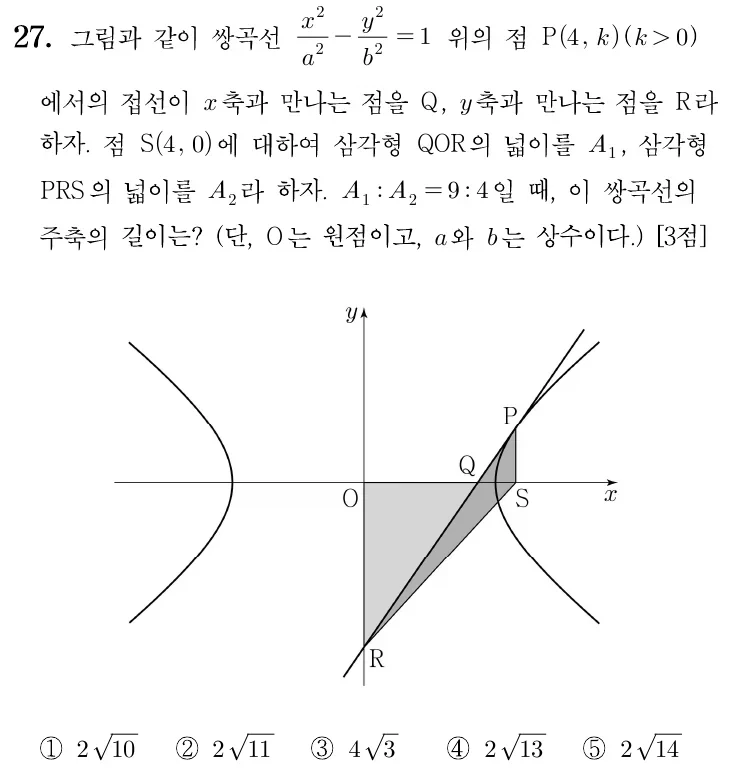 27. 그림과 같이 쌍곡선 x²/a² − y²/b² = 1 위의 점 P(4, k)(k>0)
에서의 접선이 x축과 만나는 점을 Q, y축과 만나는 점을 R라
하자. 점 S(4, 0)에 대하여 삼각형 QOR의 넓이를 A₁, 삼각형
PRS의 넓이를 A₂라 하자. A₁ : A₂ = 9 : 4일 때, 이 쌍곡선의
주축의 길이는? (단, O는 원점이고, a와 b는 상수이다.) [3점]
y
P
Q
O
S
x
R
① 2√10 ② 2√11 ③ 4√3 ④ 2√13 ⑤ 2√14